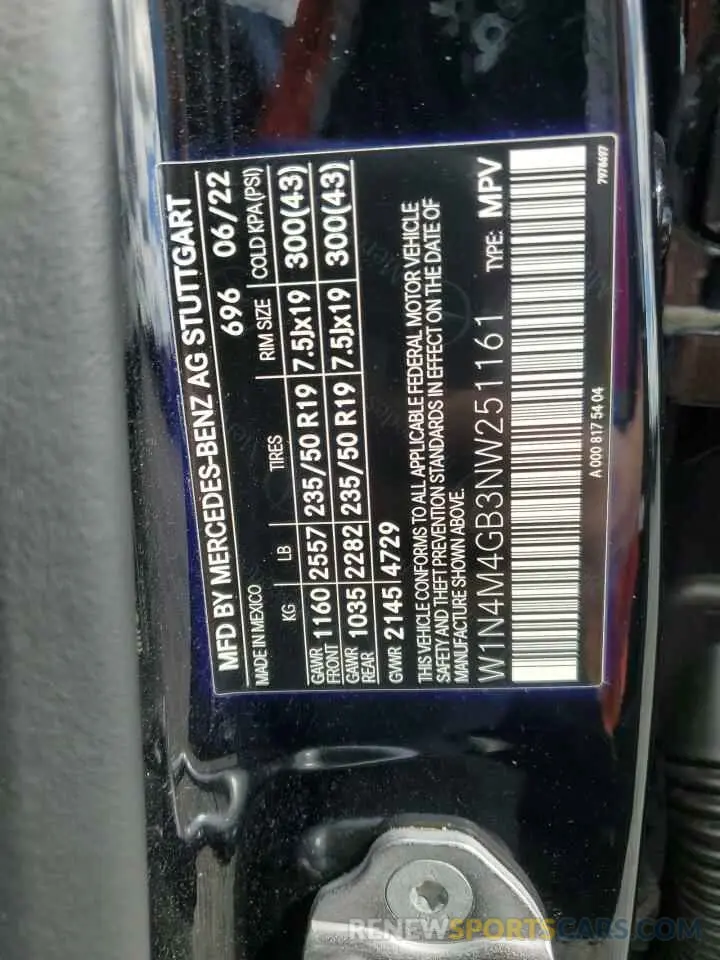 MFD BY MERCEDES-BENZ AG STUTTGART
MADE IN MEXICO 696 06/22
KG LB TIRES RIM SIZE COLD KPA (PSI)
GAWR FRONT 1160 2557 235/50 R19 7.5Jx19 300(43)
GAWR REAR 1035 2282 235/50 R19 7.5Jx19 300(43)
GVWR 2145 4729
THIS VEHICLE CONFORMS TO ALL APPLICABLE FEDERAL MOTOR VEHICLE
SAFETY AND THEFT PREVENTION STANDARDS IN EFFECT ON THE DATE OF
MANUFACTURE SHOWN ABOVE.
W1N4M4GB3NW251161 TYPE: MPV
A 000 817 54 04
7978697
RENEWSPORTSCARS.COM